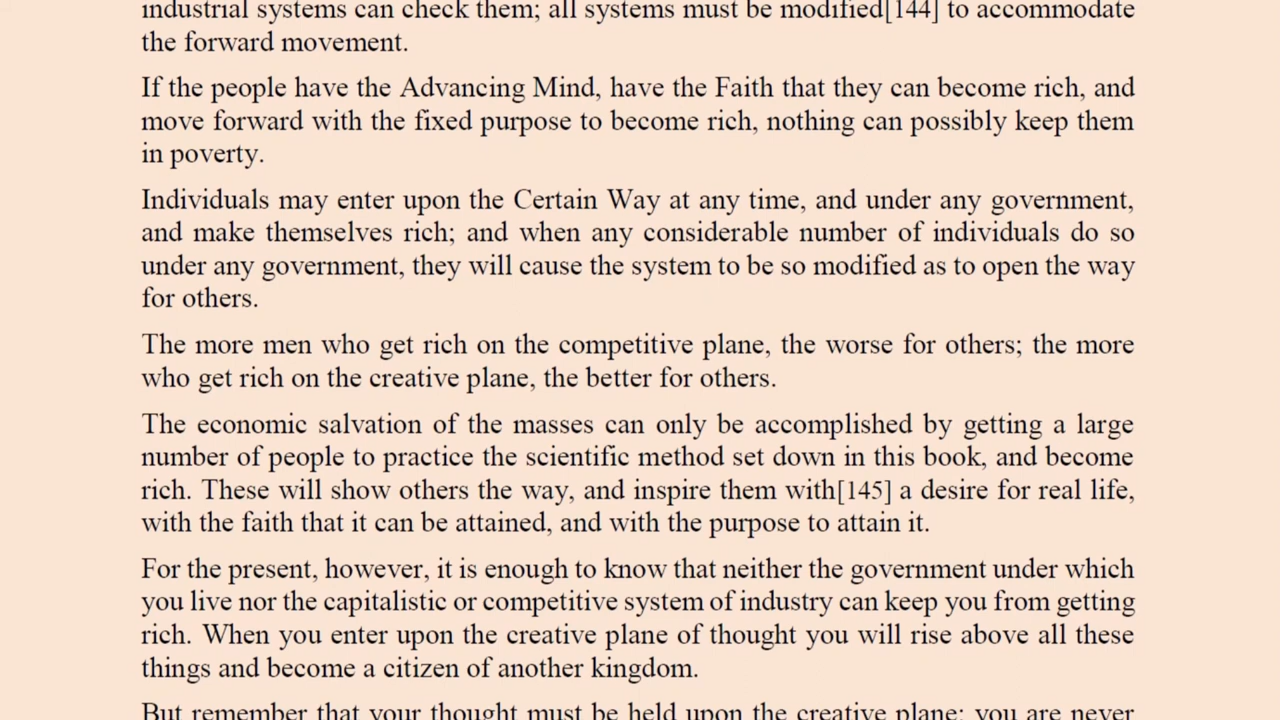 industrial systems can check them; all systems must be modified[144] to accommodate
the forward movement.
If the people have the Advancing Mind, have the Faith that they can become rich, and
move forward with the fixed purpose to become rich, nothing can possibly keep them
in poverty.
Individuals may enter upon the Certain Way at any time, and under any government,
and make themselves rich; and when any considerable number of individuals do so
under any government, they will cause the system to be so modified as to open the way
for others.
The more men who get rich on the competitive plane, the worse for others; the more
who get rich on the creative plane, the better for others.
The economic salvation of the masses can only be accomplished by getting a large
number of people to practice the scientific method set down in this book, and become
rich. These will show others the way, and inspire them with[145] a desire for real life,
with the faith that it can be attained, and with the purpose to attain it.
For the present, however, it is enough to know that neither the government under which
you live nor the capitalistic or competitive system of industry can keep you from getting
rich. When you enter upon the creative plane of thought you will rise above all these
things and become a citizen of another kingdom.
But remember that your thought must be held upon the creative plane; you are never